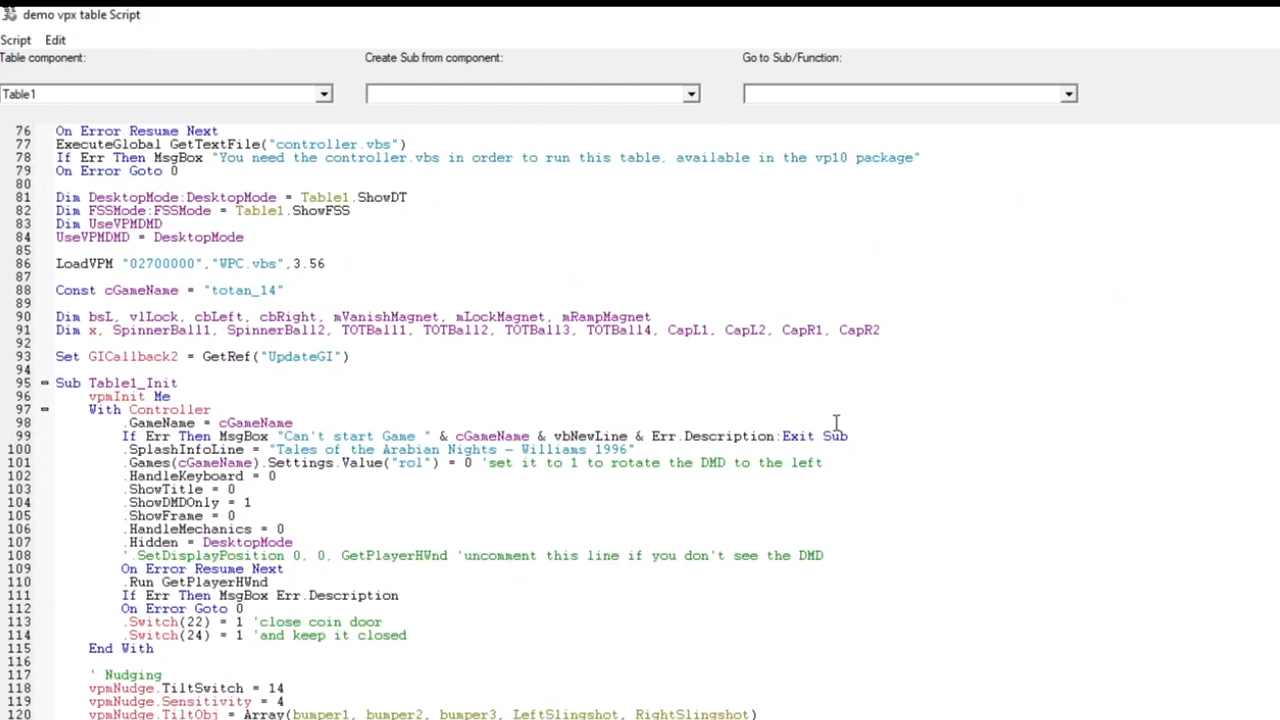 demo vpx table Script
Script Edit
Table component: Create Sub from component: Go to Sub/Function:
Table1
76 On Error Resume Next
77 ExecuteGlobal GetTextFile("controller.vbs")
78 If Err Then MsgBox "You need the controller.vbs in order to run this table, available in the vp10 package"
79 On Error Goto 0
80
81 Dim DesktopMode:DesktopMode = Table1.ShowDT
82 Dim FSSMode:FSSMode = Table1.ShowFSS
83 Dim UseVPMDMD
84 UseVPMDMD = DesktopMode
85
86 LoadVPM "02700000","WPC.vbs",3.56
87
88 Const cGameName = "totan_14"
89
90 Dim bsL, vlLock, cbLeft, cbRight, mVanishMagnet, mLockMagnet, mRampMagnet
91 Dim x, SpinnerBall1, SpinnerBall2, TOTBall1, TOTBall2, TOTBall3, TOTBall4, CapL1, CapL2, CapR1, CapR2
92
93 Set GICallback2 = GetRef("UpdateGI")
94
95 Sub Table1_Init
96 vpmInit Me
97 With Controller
98 .GameName = cGameName
99 If Err Then MsgBox "Can't start Game " & cGameName & vbNewLine & Err.Description:Exit Sub
100 .SplashInfoLine = "Tales of the Arabian Nights – Williams 1996"
101 .Games(cGameName).Settings.Value("rol") = 0 'set it to 1 to rotate the DMD to the left
102 .HandleKeyboard = 0
103 .ShowTitle = 0
104 .ShowDMDOnly = 1
105 .ShowFrame = 0
106 .HandleMechanics = 0
107 .Hidden = DesktopMode
108 '.SetDisplayPosition 0, 0, GetPlayerHWnd 'uncomment this line if you don't see the DMD
109 On Error Resume Next
110 .Run GetPlayerHWnd
111 If Err Then MsgBox Err.Description
112 On Error Goto 0
113 .Switch(22) = 1 'close coin door
114 .Switch(24) = 1 'and keep it closed
115 End With
116
117 ' Nudging
118 vpmNudge.TiltSwitch = 14
119 vpmNudge.Sensitivity = 4
120 vpmNudge.TiltObj = Array(bumper1, bumper2, bumper3, LeftSlingshot, RightSlingshot)